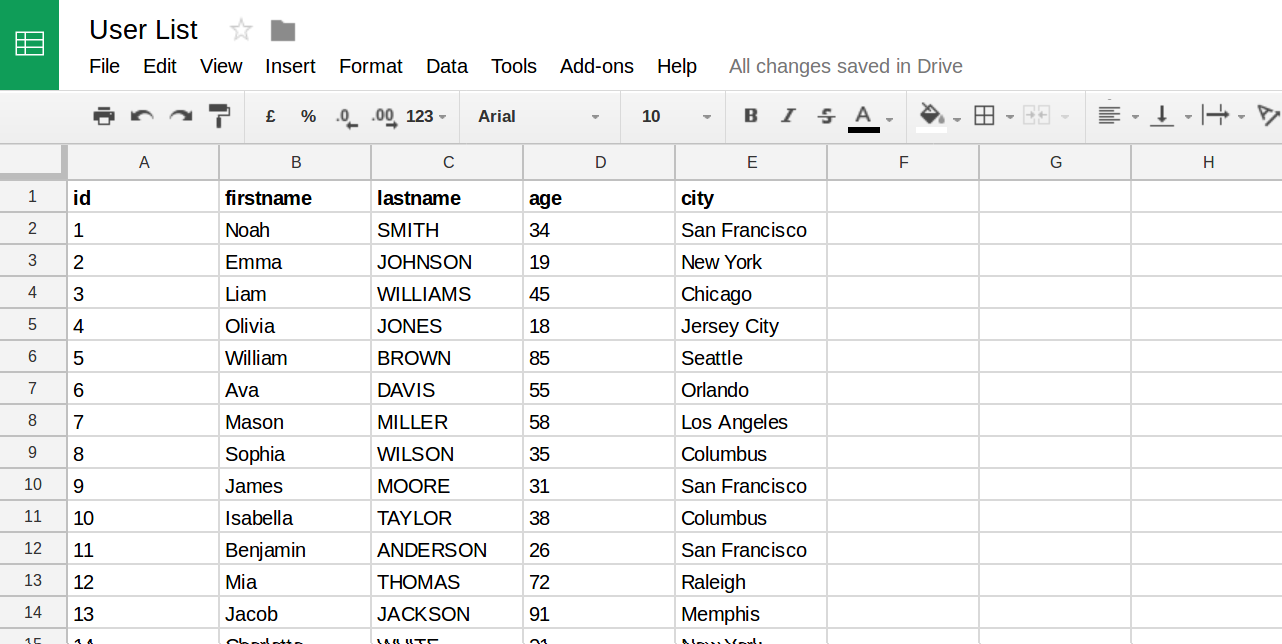 User List
File Edit View Insert Format Data Tools Add-ons Help All changes saved in Drive
£ % .0 .00 123 Arial 10 B I S A
A B C D E F G H
1 id firstname lastname age city
2 1 Noah SMITH 34 San Francisco
3 2 Emma JOHNSON 19 New York
4 3 Liam WILLIAMS 45 Chicago
5 4 Olivia JONES 18 Jersey City
6 5 William BROWN 85 Seattle
7 6 Ava DAVIS 55 Orlando
8 7 Mason MILLER 58 Los Angeles
9 8 Sophia WILSON 35 Columbus
10 9 James MOORE 31 San Francisco
11 10 Isabella TAYLOR 38 Columbus
12 11 Benjamin ANDERSON 26 San Francisco
13 12 Mia THOMAS 72 Raleigh
14 13 Jacob JACKSON 91 Memphis
15 14 Charlotte WHITE New York